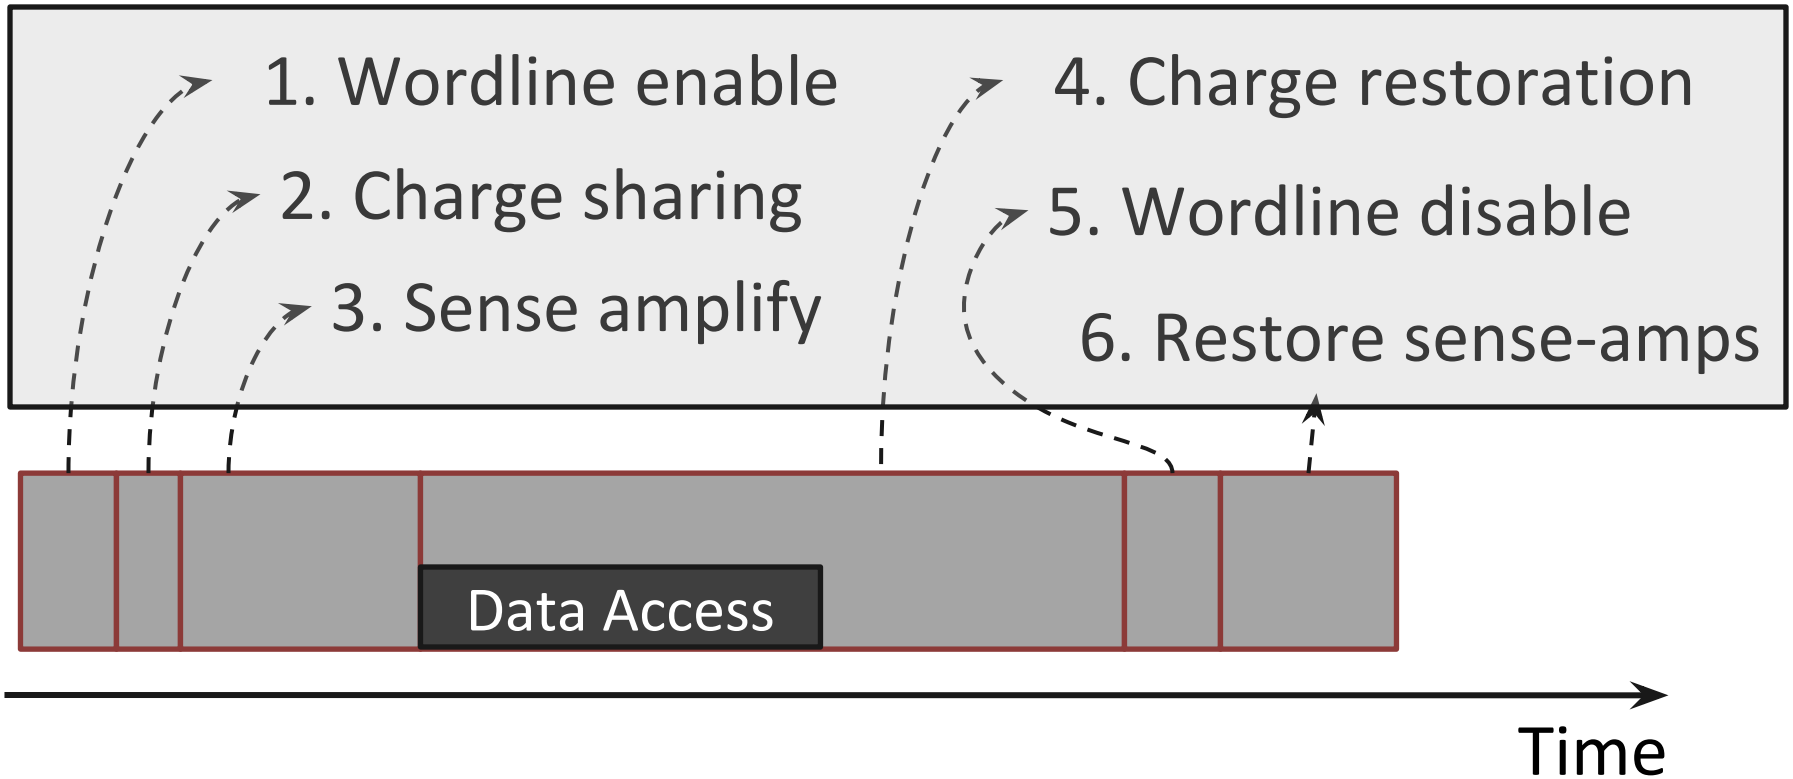 1. Wordline enable
2. Charge sharing
3. Sense amplify
4. Charge restoration
5. Wordline disable
6. Restore sense-amps
Data Access
Time